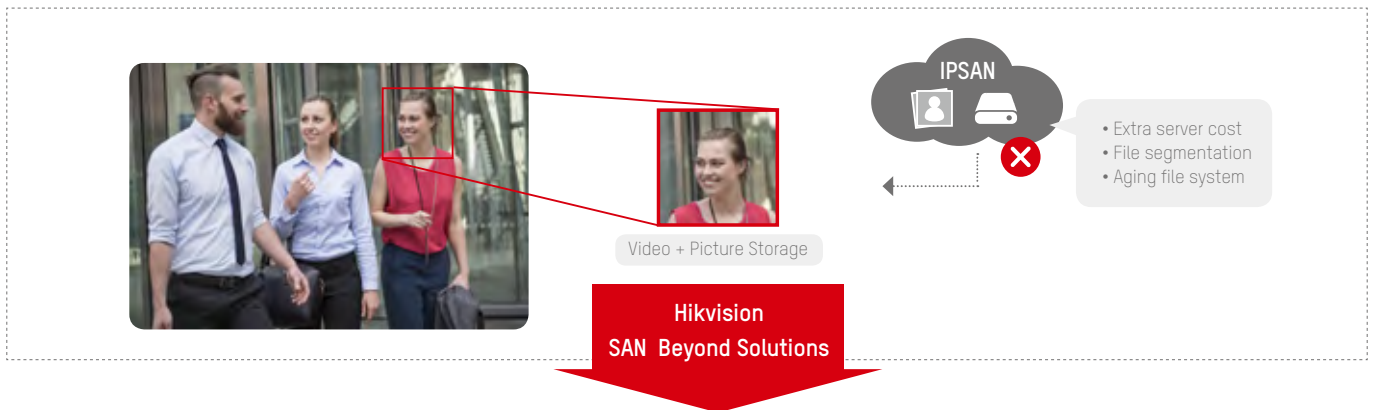 IPSAN
• Extra server cost
• File segmentation
• Aging file system
Video + Picture Storage
Hikvision
SAN Beyond Solutions